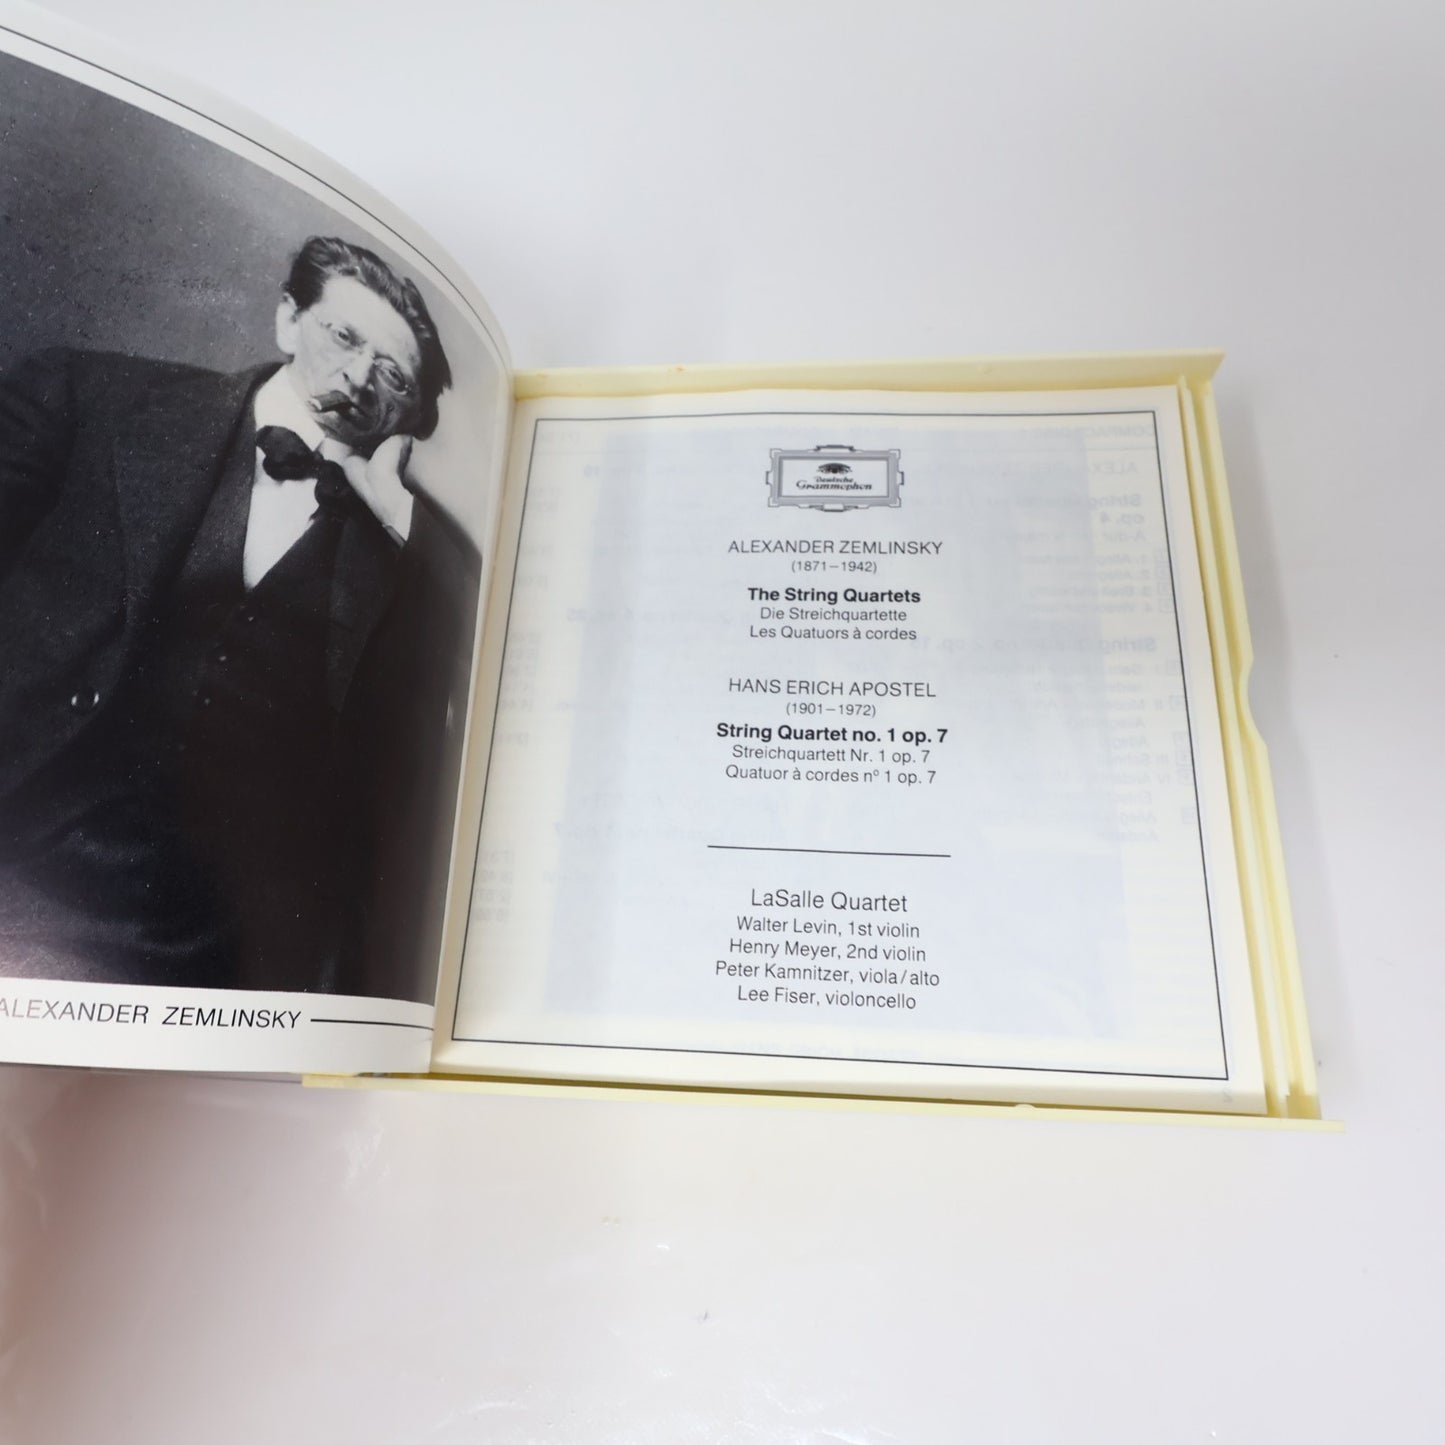 ALEXANDER ZEMLINSKY
Deutsche
Grammophon
ALEXANDER ZEMLINSKY
(1871–1942)
The String Quartets
Die Streichquartette
Les Quatuors à cordes
HANS ERICH APOSTEL
(1901–1972)
String Quartet no. 1 op. 7
Streichquartett Nr. 1 op. 7
Quatuor à cordes nº 1 op. 7
LaSalle Quartet
Walter Levin, 1st violin
Henry Meyer, 2nd violin
Peter Kamnitzer, viola/alto
Lee Fiser, violoncello